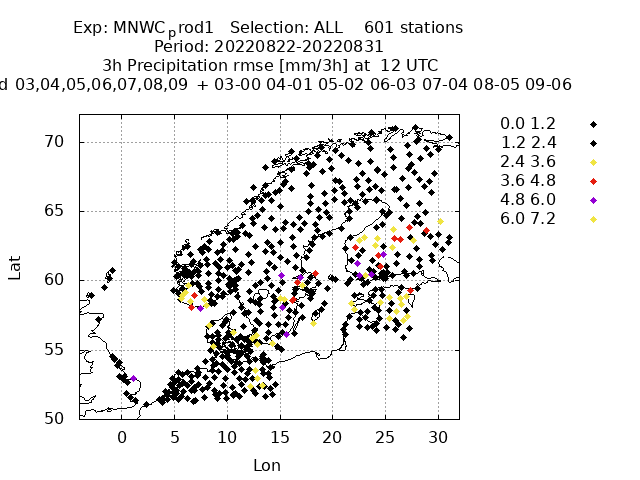 Exp: MNWC_prod1 Selection: ALL 601 stations
Period: 20220822-20220831
3h Precipitation rmse [mm/3h] at 12 UTC
03,04,05,06,07,08,09 + 03-00 04-01 05-02 06-03 07-04 08-05 09-06
0.0 1.2
1.2 2.4
2.4 3.6
3.6 4.8
4.8 6.0
6.0 7.2
70
65
60
55
50
Lat
0 5 10 15 20 25 30
Lon